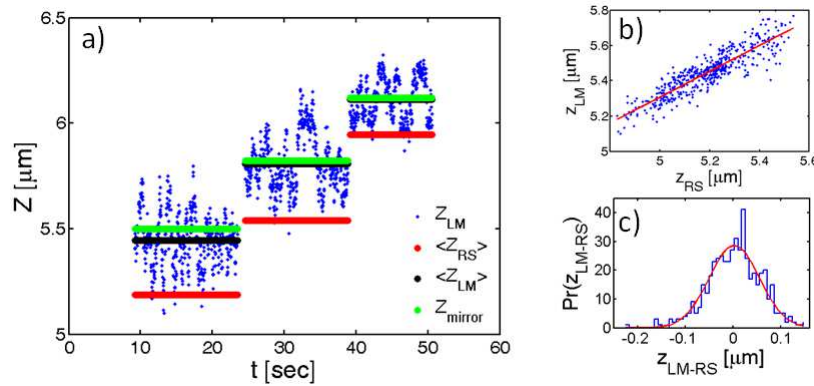 a)
6.5
6
5.5
5
Z [μm]
0
10
20
30
40
50
60
t [sec]
Z_LM
<Z_RS>
<Z_LM>
Z_mirror
b)
5.8
5.6
5.4
5.2
5
z_LM [μm]
5
5.2
5.4
z_RS [μm]
c)
40
30
20
10
0
Pr(z_LM-RS)
-0.2
-0.1
0
0.1
z_LM-RS [μm]